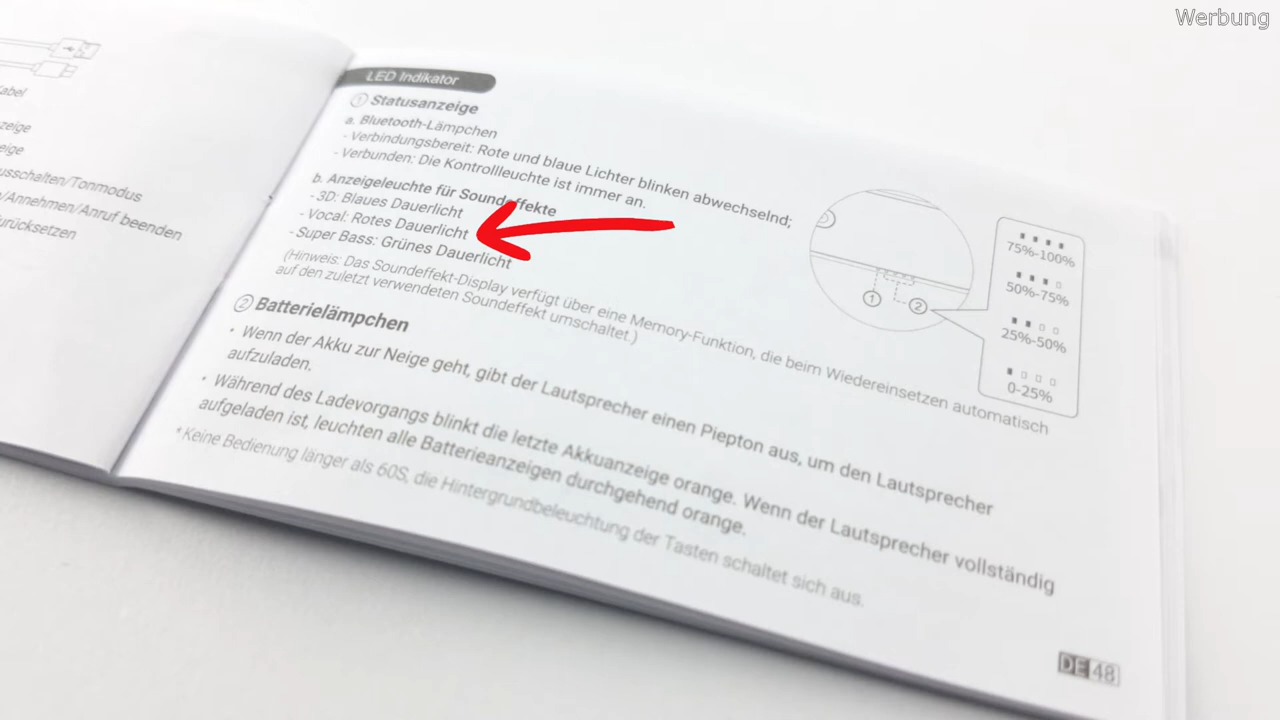 Werbung
abel
zeige
eige
usschalten/Tonmodus
/Annehmen/Anruf beenden
urücksetzen
LED Indikator
① Statusanzeige
a. Bluetooth-Lämpchen
- Verbindungsbereit: Rote und blaue Lichter blinken abwechselnd;
- Verbunden: Die Kontrollleuchte ist immer an.
b. Anzeigeleuchte für Soundeffekte
- 3D: Blaues Dauerlicht
- Vocal: Rotes Dauerlicht
- Super Bass: Grünes Dauerlicht
(Hinweis: Das Soundeffekt-Display verfügt über eine Memory-Funktion, die beim Wiedereinsetzen automatisch
auf den zuletzt verwendeten Soundeffekt umschaltet.)
② Batterielämpchen
• Wenn der Akku zur Neige geht, gibt der Lautsprecher einen Piepton aus, um den Lautsprecher
aufzuladen.
• Während des Ladevorgangs blinkt die letzte Akkuanzeige orange. Wenn der Lautsprecher vollständig
aufgeladen ist, leuchten alle Batterieanzeigen durchgehend orange.
* Keine Bedienung länger als 60S, die Hintergrundbeleuchtung der Tasten schaltet sich aus.
① ②
75%-100%
50%-75%
25%-50%
0-25%
DE 48